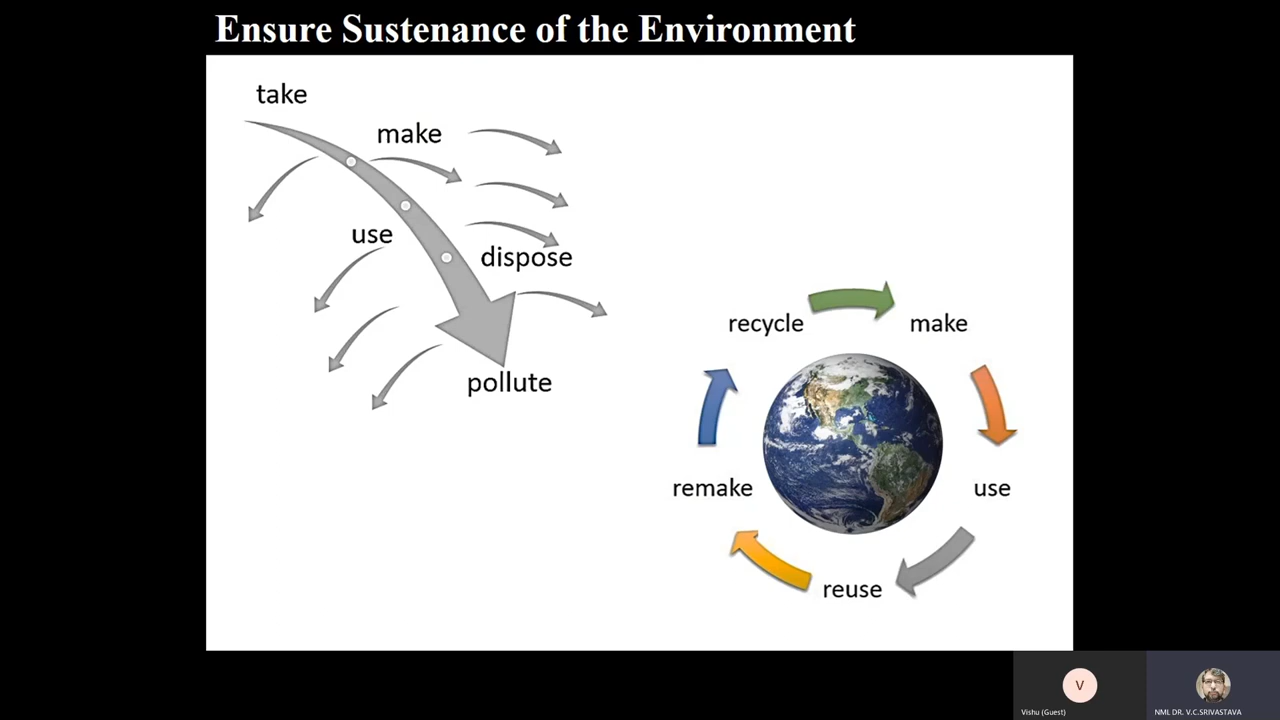 Ensure Sustenance of the Environment
take
make
use
dispose
pollute
recycle
make
remake
use
reuse
V
Vishu (Guest)
NML DR. V.C.SRIVASTAVA